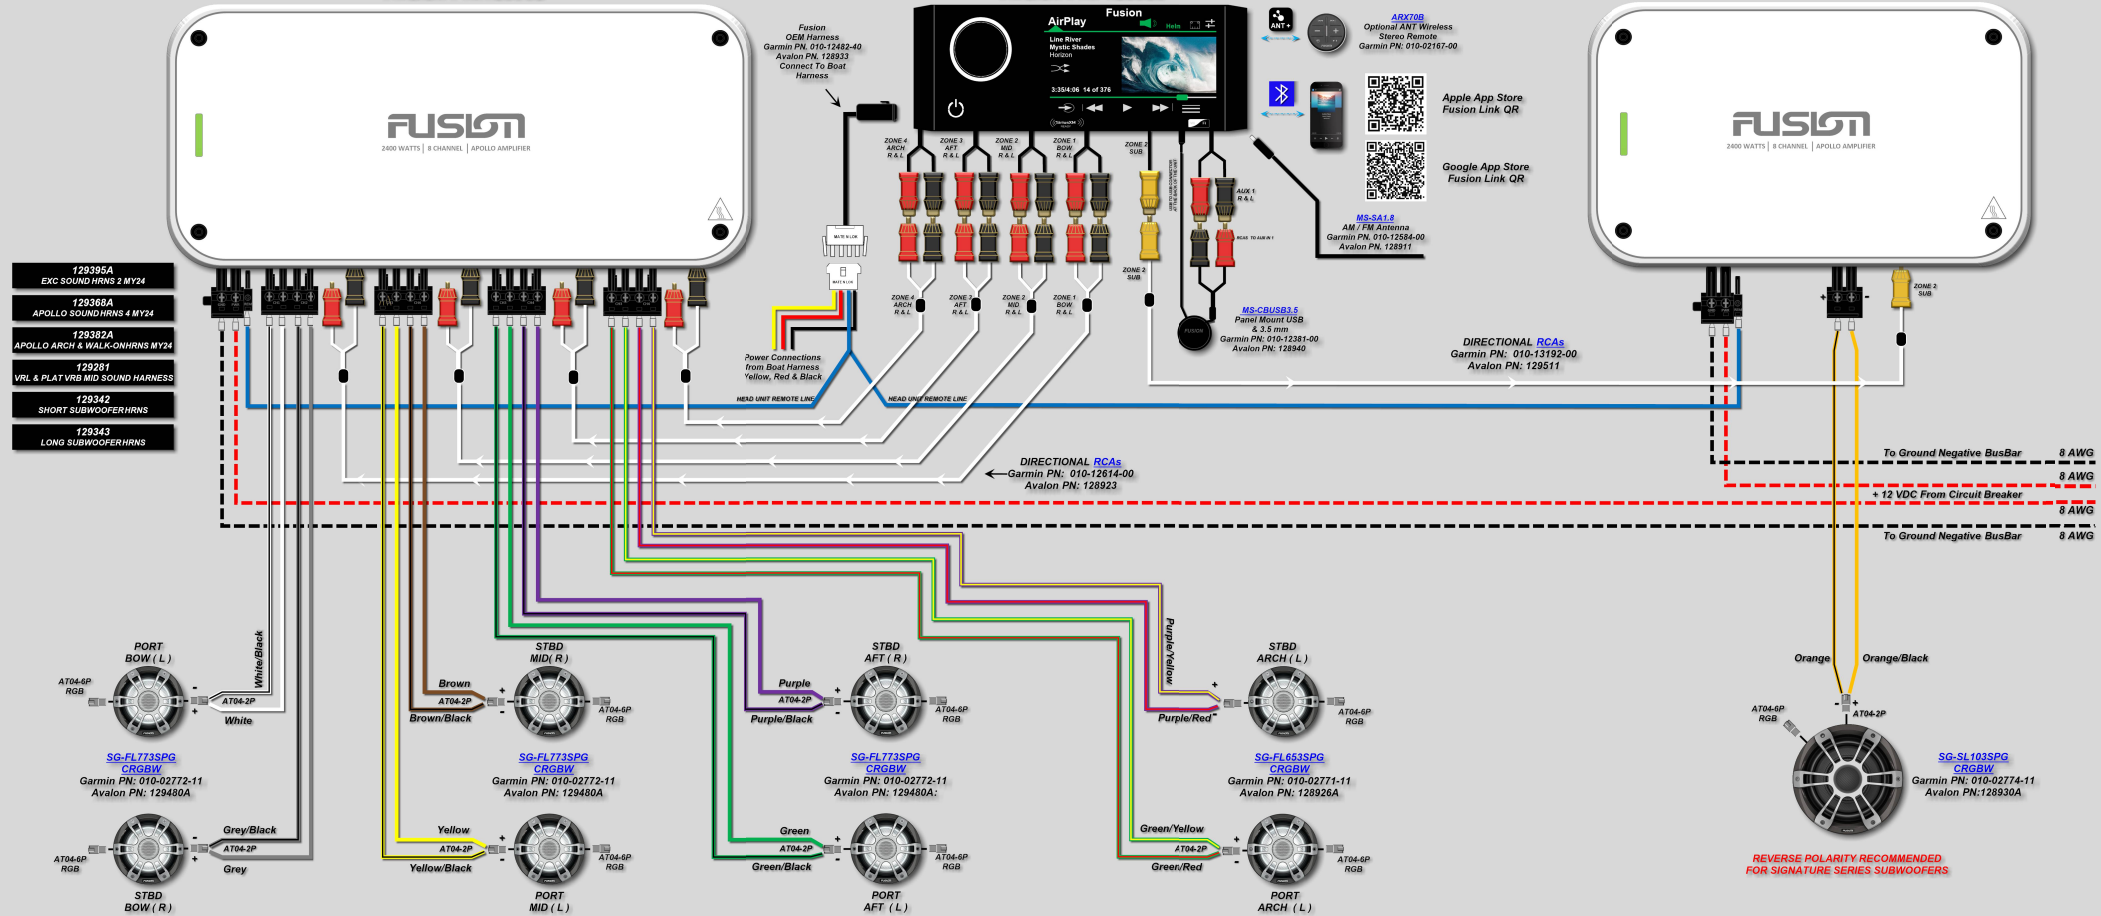 FUSION
2400 WATTS | 8 CHANNEL | APOLLO AMPLIFIER
129395A
EXC SOUND HRNS 2 MY24
129368A
APOLLO SOUND HRNS 4 MY24
129382A
APOLLO ARCH & WALK-ONHRNS MY24
129281
VRL & PLAT VRB MID SOUND HARNESS
129342
SHORT SUBWOOFERHRNS
129343
LONG SUBWOOFERHRNS
Fusion
OEM Harness
Garmin PN. 010-12482-40
Avalon PN. 128933
Connect To Boat
Harness
MATE N LOK
MATE N LOK
Power Connections
from Boat Harness
Yellow, Red & Black
Fusion
AirPlay
Helm
Line River
Mystic Shades
Horizon
3:35/4:06 14 of 376
ZONE 4
ARCH
R & L
ZONE 3
AFT
R & L
ZONE 2
MID
R & L
ZONE 1
BOW
R & L
ZONE 2
SUB
ZONE 4
ARCH
R & L
ZONE 3
AFT
R & L
ZONE 2
MID
R & L
ZONE 1
BOW
R & L
ZONE 2
SUB
AUX 1
R & L
RCAS TO AUX IN 1
FUSION
MS-CBUSB3.5
Panel Mount USB
& 3.5 mm
Garmin PN: 010-12381-00
Avalon PN: 128940
ANT +
ARX70B
Optional ANT Wireless
Stereo Remote
Garmin PN: 010-02167-00
Apple App Store
Fusion Link QR
Google App Store
Fusion Link QR
MS-SA1.8
AM / FM Antenna
Garmin PN. 010-12584-00
Avalon PN. 128911
FUSION
2400 WATTS | 8 CHANNEL | APOLLO AMPLIFIER
+
-
ZONE 2
SUB
DIRECTIONAL RCAs
Garmin PN: 010-13192-00
Avalon PN: 129511
HEAD UNIT REMOTE LINE
HEAD UNIT REMOTE LINE
DIRECTIONAL RCAs
Garmin PN: 010-12614-00
Avalon PN: 128923
To Ground Negative BusBar 8 AWG
8 AWG
+ 12 VDC From Circuit Breaker
8 AWG
To Ground Negative BusBar 8 AWG
PORT
BOW ( L )
AT04-6P
RGB
-
+
AT04-2P
White/Black
White
SG-FL773SPG
CRGBW
Garmin PN: 010-02772-11
Avalon PN: 129480A
Grey/Black
-
AT04-2P
+
Grey
AT04-6P
RGB
STBD
BOW ( R )
STBD
MID( R )
Brown
+
AT04-2P
-
Brown/Black
AT04-6P
RGB
SG-FL773SPG
CRGBW
Garmin PN: 010-02772-11
Avalon PN: 129480A
Yellow
+
AT04-2P
-
Yellow/Black
AT04-6P
RGB
PORT
MID ( L )
STBD
AFT ( R )
Purple
+
AT04-2P
-
Purple/Black
AT04-6P
RGB
SG-FL773SPG
CRGBW
Garmin PN: 010-02772-11
Avalon PN: 129480A:
Green
+
AT04-2P
-
Green/Black
AT04-6P
RGB
PORT
AFT ( L )
STBD
ARCH ( L )
Purple/Yellow
+
Purple/Red
-
AT04-6P
RGB
SG-FL653SPG
CRGBW
Garmin PN: 010-02771-11
Avalon PN: 128926A
Green/Yellow
+
AT04-2P
-
Green/Red
AT04-6P
RGB
PORT
ARCH ( L )
Orange
Orange/Black
- +
AT04-2P
AT04-6P
RGB
SG-SL103SPG
CRGBW
Garmin PN: 010-02774-11
Avalon PN:128930A
REVERSE POLARITY RECOMMENDED
FOR SIGNATURE SERIES SUBWOOFERS